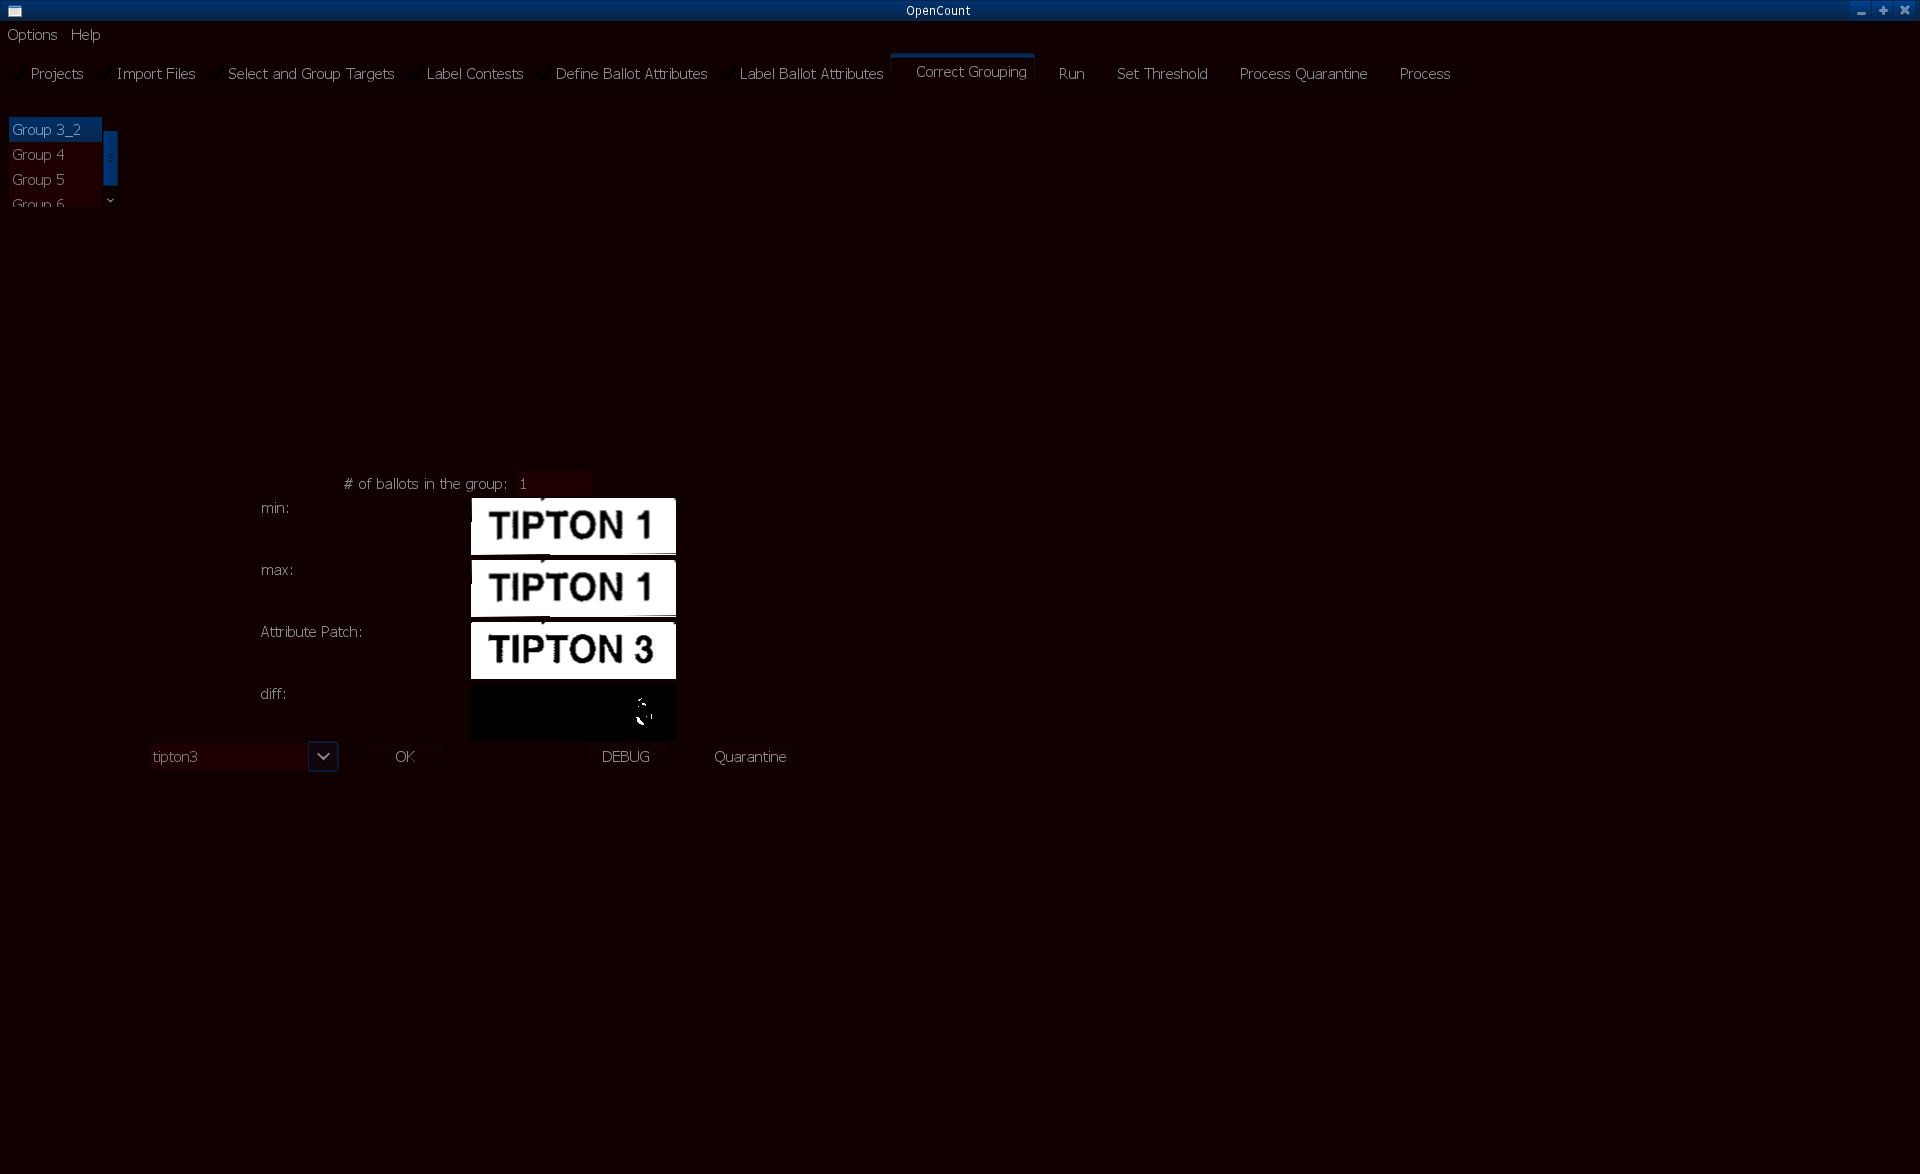 OpenCount
Options Help
Projects Import Files Select and Group Targets Label Contests Define Ballot Attributes Label Ballot Attributes Correct Grouping Run Set Threshold Process Quarantine Process
Group 3_2
Group 4
Group 5
Group 6
# of ballots in the group: 1
min: TIPTON 1
max: TIPTON 1
Attribute Patch: TIPTON 3
diff:
tipton3 OK DEBUG Quarantine